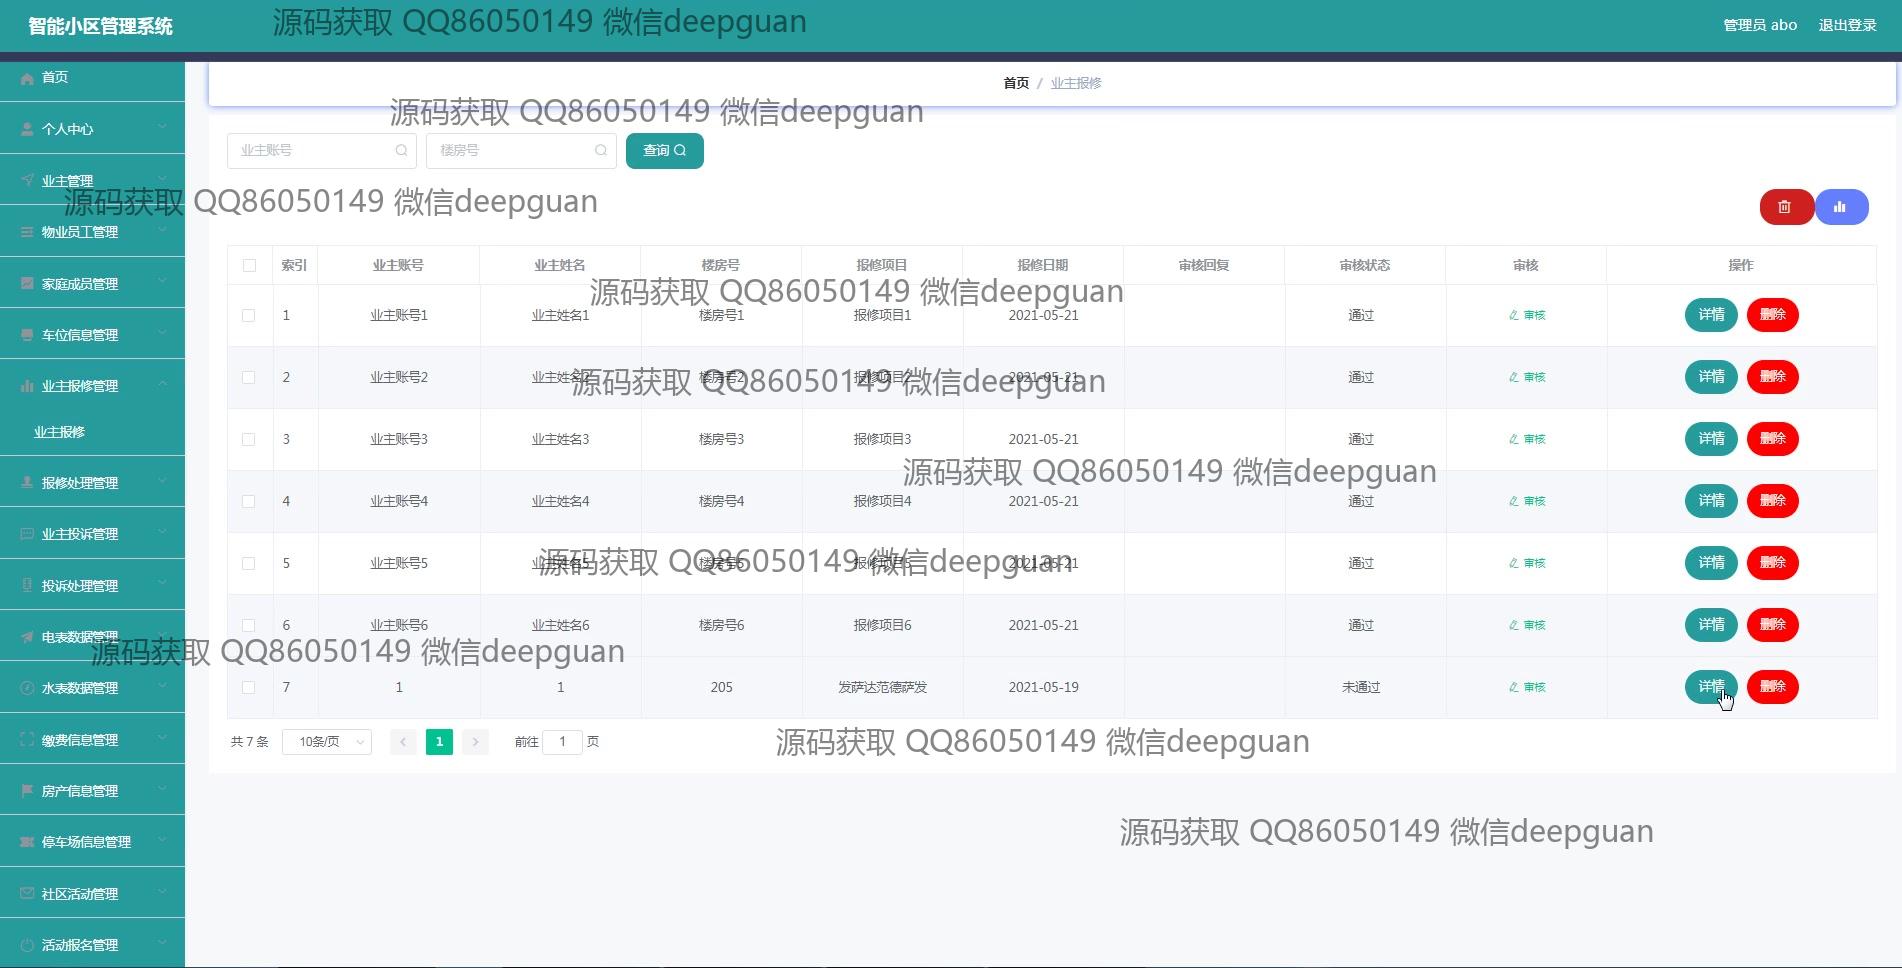 智能小区管理系统
源码获取 QQ86050149 微信deepguan
管理员 abo 退出登录
首页
首页 / 业主报修
源码获取 QQ86050149 微信deepguan
个人中心
业主账号 楼房号 查询
业主管理
源码获取 QQ86050149 微信deepguan
物业员工管理
索引 业主账号 业主姓名 楼房号 报修项目 报修日期 审核回复 审核状态 审核 操作
家庭成员管理
源码获取 QQ86050149 微信deepguan
1 业主账号1 业主姓名1 楼房号1 报修项目1 2021-05-21 通过 审核 详情 删除
车位信息管理
2 业主账号2 业主姓名2 楼房号2 报修项目2 2021-05-21 通过 审核 详情 删除
源码获取 QQ86050149 微信deepguan
业主报修管理
业主报修
3 业主账号3 业主姓名3 楼房号3 报修项目3 2021-05-21 通过 审核 详情 删除
源码获取 QQ86050149 微信deepguan
报修处理管理
4 业主账号4 业主姓名4 楼房号4 报修项目4 2021-05-21 通过 审核 详情 删除
业主投诉管理
5 业主账号5 业主姓名5 楼房号5 报修项目5 2021-05-21 通过 审核 详情 删除
源码获取 QQ86050149 微信deepguan
投诉处理管理
6 业主账号6 业主姓名6 楼房号6 报修项目6 2021-05-21 通过 审核 详情 删除
电表数据管理
源码获取 QQ86050149 微信deepguan
水表数据管理
7 1 1 205 发萨达范德萨发 2021-05-19 未通过 审核 详情 删除
缴费信息管理
共 7 条 10条/页 1 前往 1 页
源码获取 QQ86050149 微信deepguan
房产信息管理
停车场信息管理
源码获取 QQ86050149 微信deepguan
社区活动管理
活动报名管理